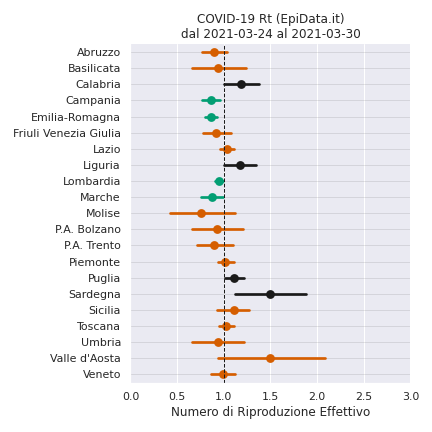 COVID-19 Rt (EpiData.it)
dal 2021-03-24 al 2021-03-30
Abruzzo
Basilicata
Calabria
Campania
Emilia-Romagna
Friuli Venezia Giulia
Lazio
Liguria
Lombardia
Marche
Molise
P.A. Bolzano
P.A. Trento
Piemonte
Puglia
Sardegna
Sicilia
Toscana
Umbria
Valle d'Aosta
Veneto
0.0 0.5 1.0 1.5 2.0 2.5 3.0
Numero di Riproduzione Effettivo